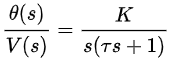 θ(s)/V(s) = K/(s(τs + 1))